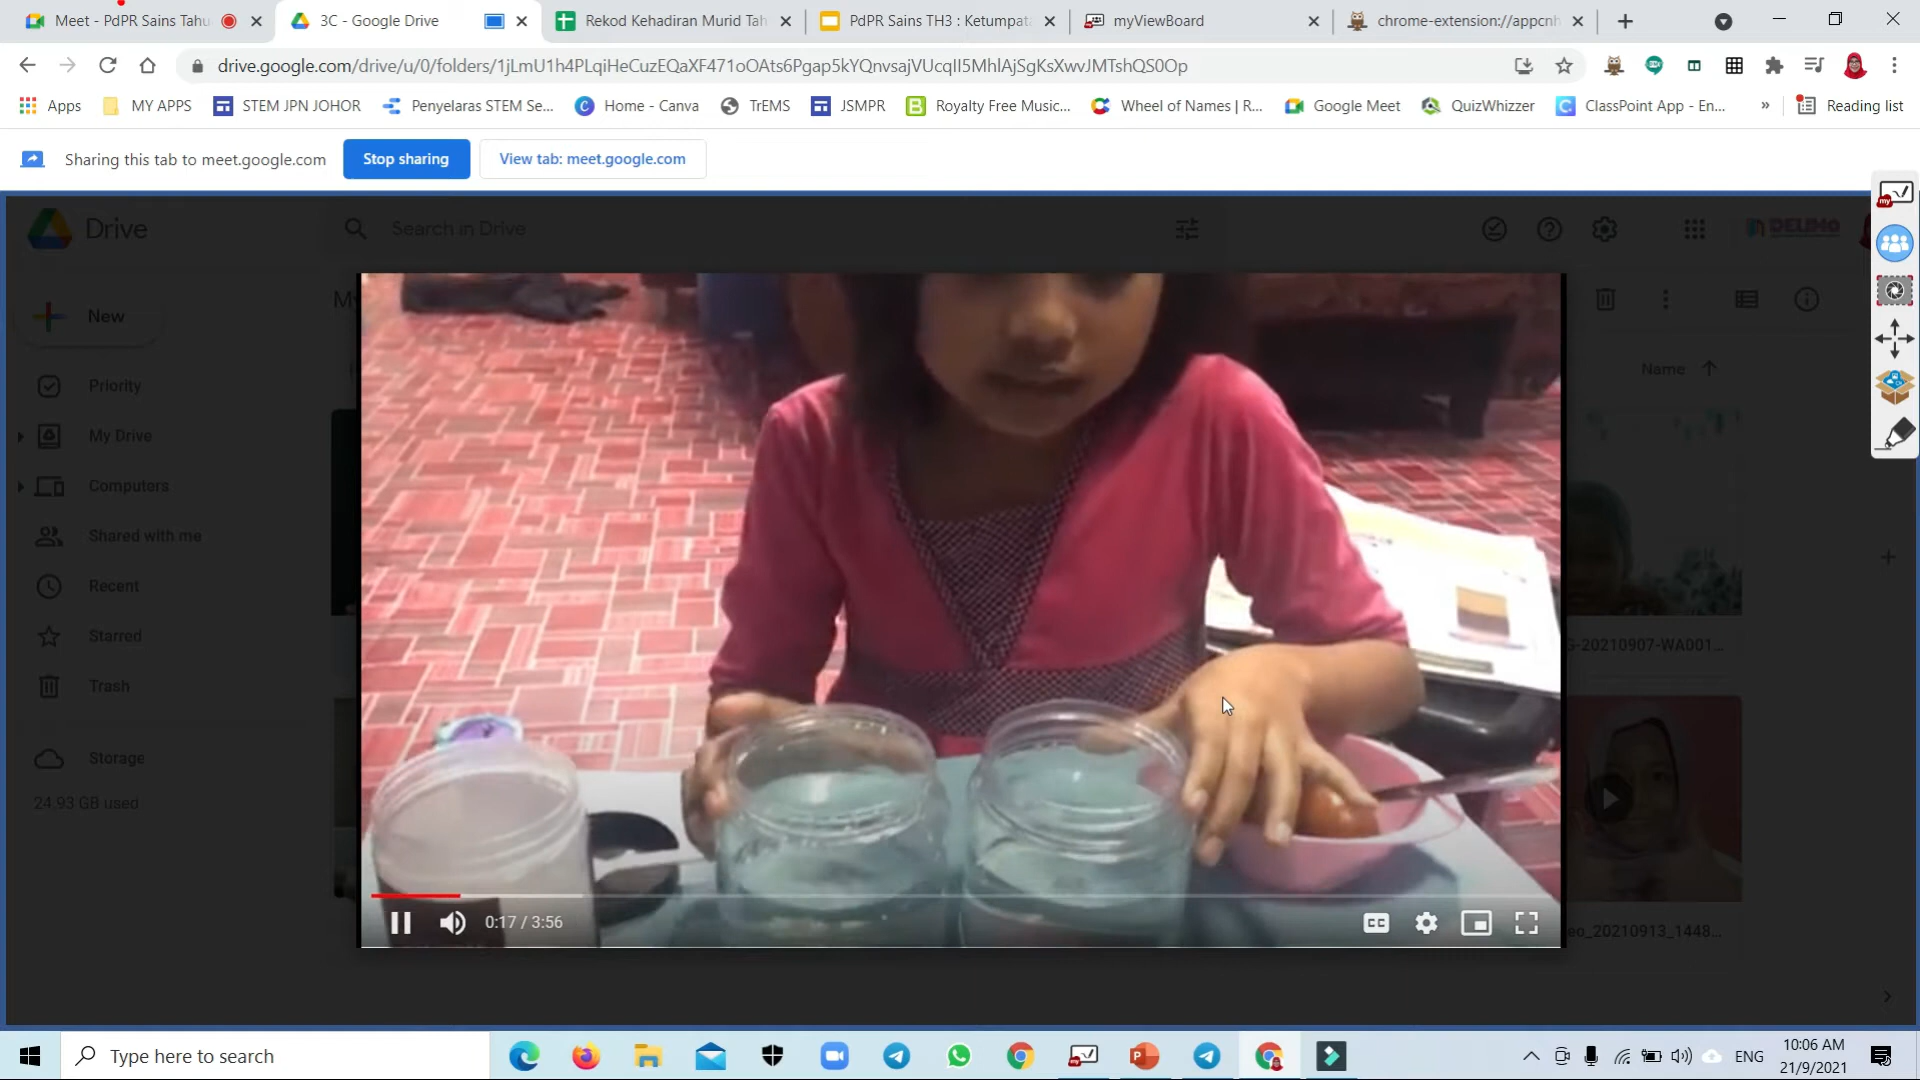 Meet - PdPR Sains Tahu
3C - Google Drive
Rekod Kehadiran Murid Tah
PdPR Sains TH3 : Ketumpata
myViewBoard
chrome-extension://appcnh
drive.google.com/drive/u/0/folders/1jLmU1h4PLqiHeCuzEQaXF471oOAts6Pgap5kYQnvsajVUcqII5MhlAjSgKsXwvJMTshQS0Op
Apps
MY APPS
STEM JPN JOHOR
Penyelaras STEM Se...
Home - Canva
TrEMS
JSMPR
Royalty Free Music...
Wheel of Names | R...
Google Meet
QuizWhizzer
ClassPoint App - En...
»
Reading list
Sharing this tab to meet.google.com
Stop sharing
View tab: meet.google.com
Drive
Search in Drive
DELIMa
New
Priority
My Drive
Computers
Shared with me
Recent
Starred
Trash
Storage
24.93 GB used
Name
G-20210907-WA001...
eo_20210913_1448...
0:17 / 3:56
CC
Type here to search
ENG
10:06 AM
21/9/2021